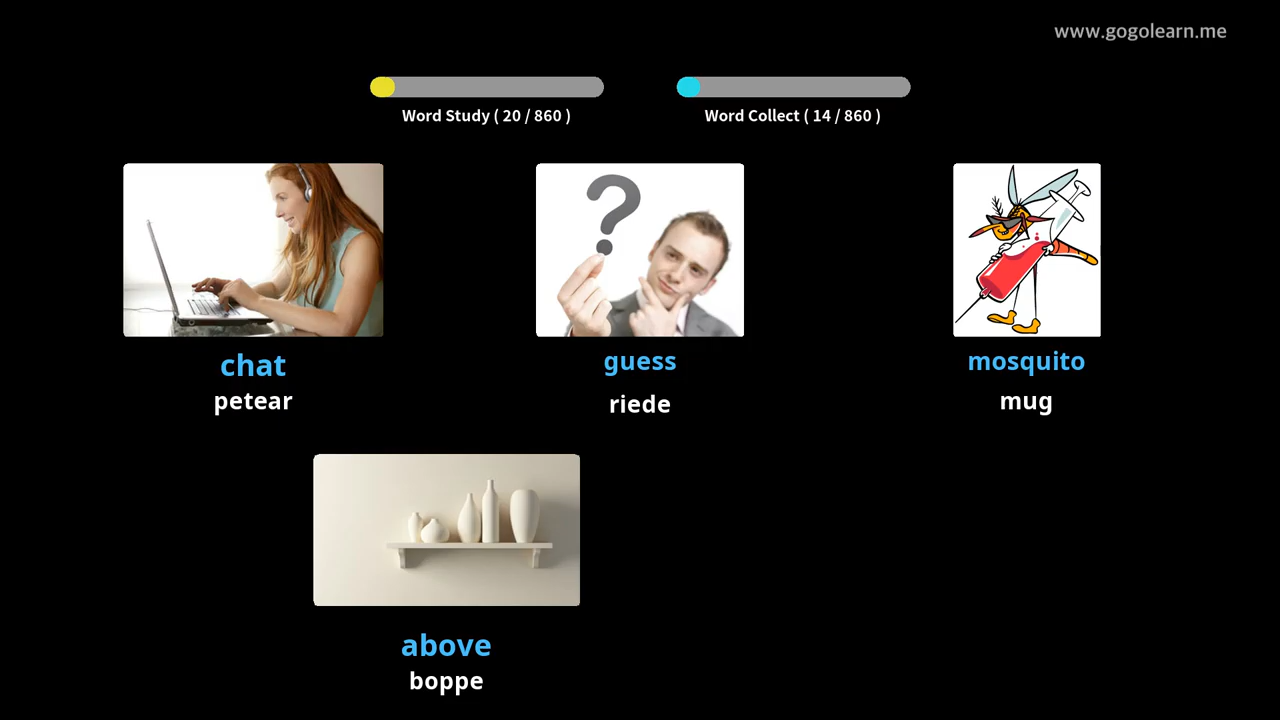 www.gogolearn.me
Word Study ( 20 / 860 )
Word Collect ( 14 / 860 )
chat
petear
guess
riede
mosquito
mug
above
boppe